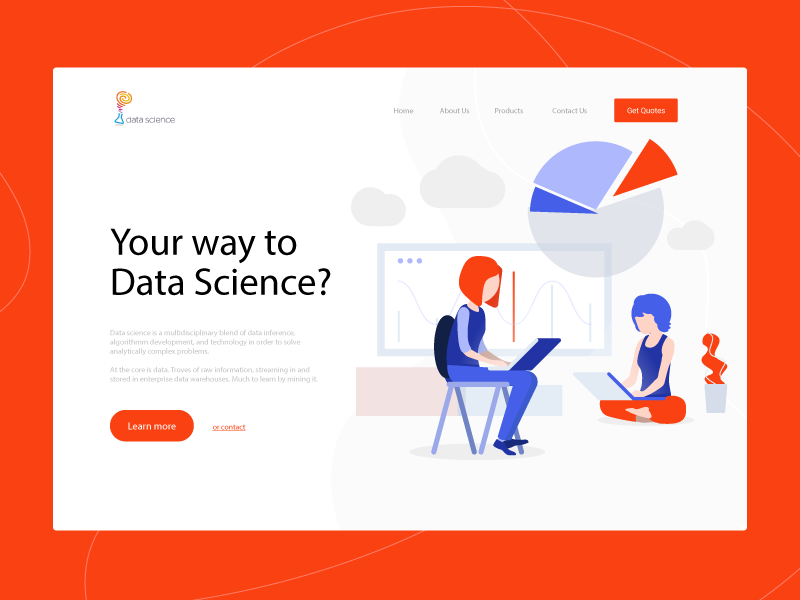 data science
Home About Us Products Contact Us Get Quotes
Your way to
Data Science?
Data science is a multidisciplinary blend of data inference,
algorithmm development, and technology in order to solve
analytically complex problems.
At the core is data. Troves of raw information, streaming in and
stored in enterprise data warehouses. Much to learn by mining it.
Learn more or contact